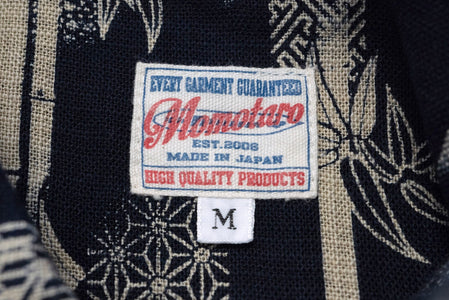 EVERY GARMENT GUARANTEED
Momotaro
EST.2006
MADE IN JAPAN
HIGH QUALITY PRODUCTS
M